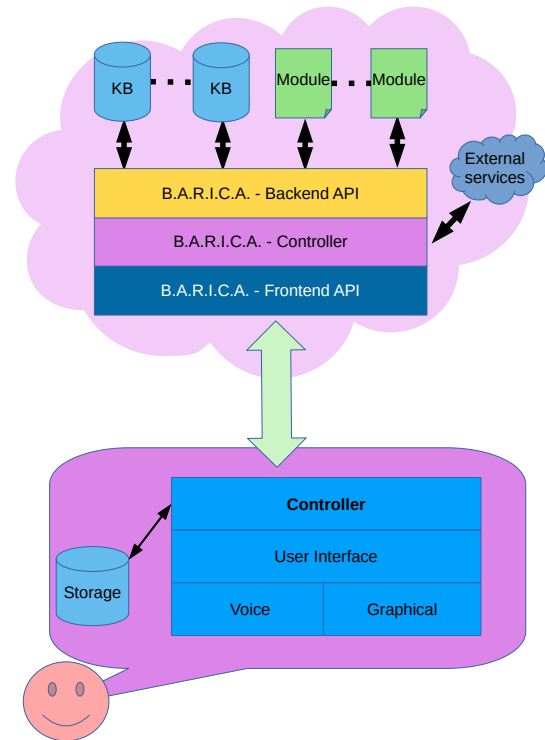 KB
KB
Module
Module
External
services
B.A.R.I.C.A. - Backend API
B.A.R.I.C.A. - Controller
B.A.R.I.C.A. - Frontend API
Controller
User Interface
Storage
Voice
Graphical